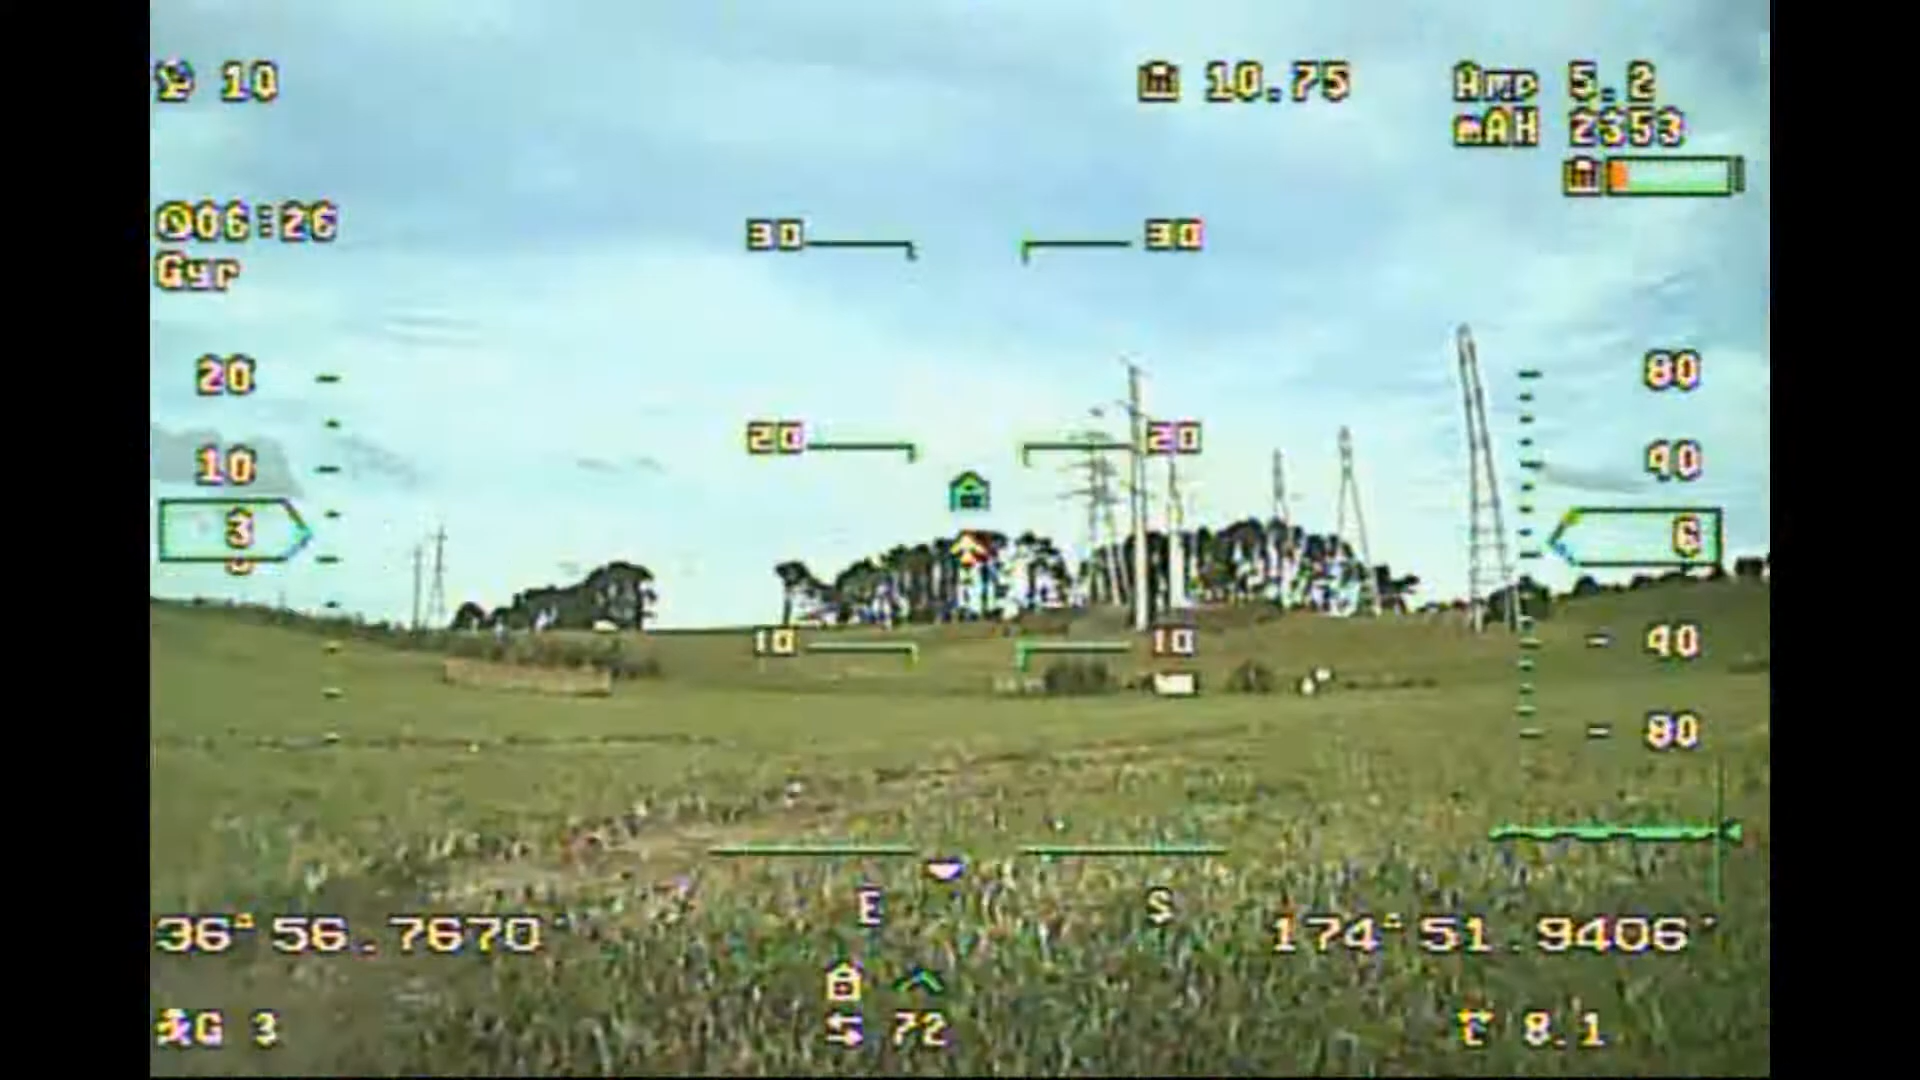 10
10.75
Amp 5.2
mAH 2353
06:26
Gyr
30 30
20 80
20 20
10 40
3 6
10 10
- 40
- 80
E S
36° 56.7670' 174° 51.9406'
G 3 72 8.1